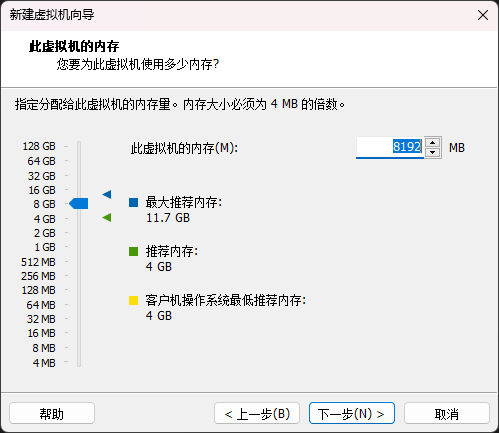 新建虚拟机向导
此虚拟机的内存
您要为此虚拟机使用多少内存?
指定分配给此虚拟机的内存量。内存大小必须为 4 MB 的倍数。
128 GB
64 GB
32 GB
16 GB
8 GB
4 GB
2 GB
1 GB
512 MB
256 MB
128 MB
64 MB
32 MB
16 MB
8 MB
4 MB
此虚拟机的内存(M):
8192 MB
最大推荐内存:
11.7 GB
推荐内存:
4 GB
客户机操作系统最低推荐内存:
4 GB
帮助
< 上一步(B)
下一步(N) >
取消